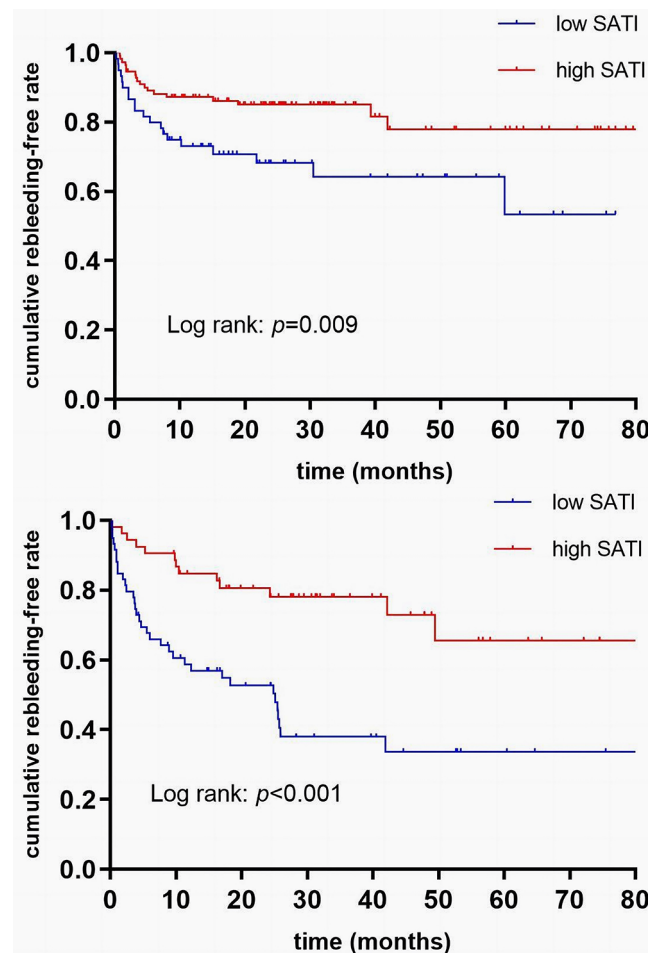 low SATI
high SATI
cumulative rebleeding-free rate
1.0
0.8
0.6
0.4
0.2
0.0
Log rank: p=0.009
0 10 20 30 40 50 60 70 80
time (months)
low SATI
high SATI
cumulative rebleeding-free rate
1.0
0.8
0.6
0.4
0.2
0.0
Log rank: p<0.001
0 10 20 30 40 50 60 70 80
time (months)